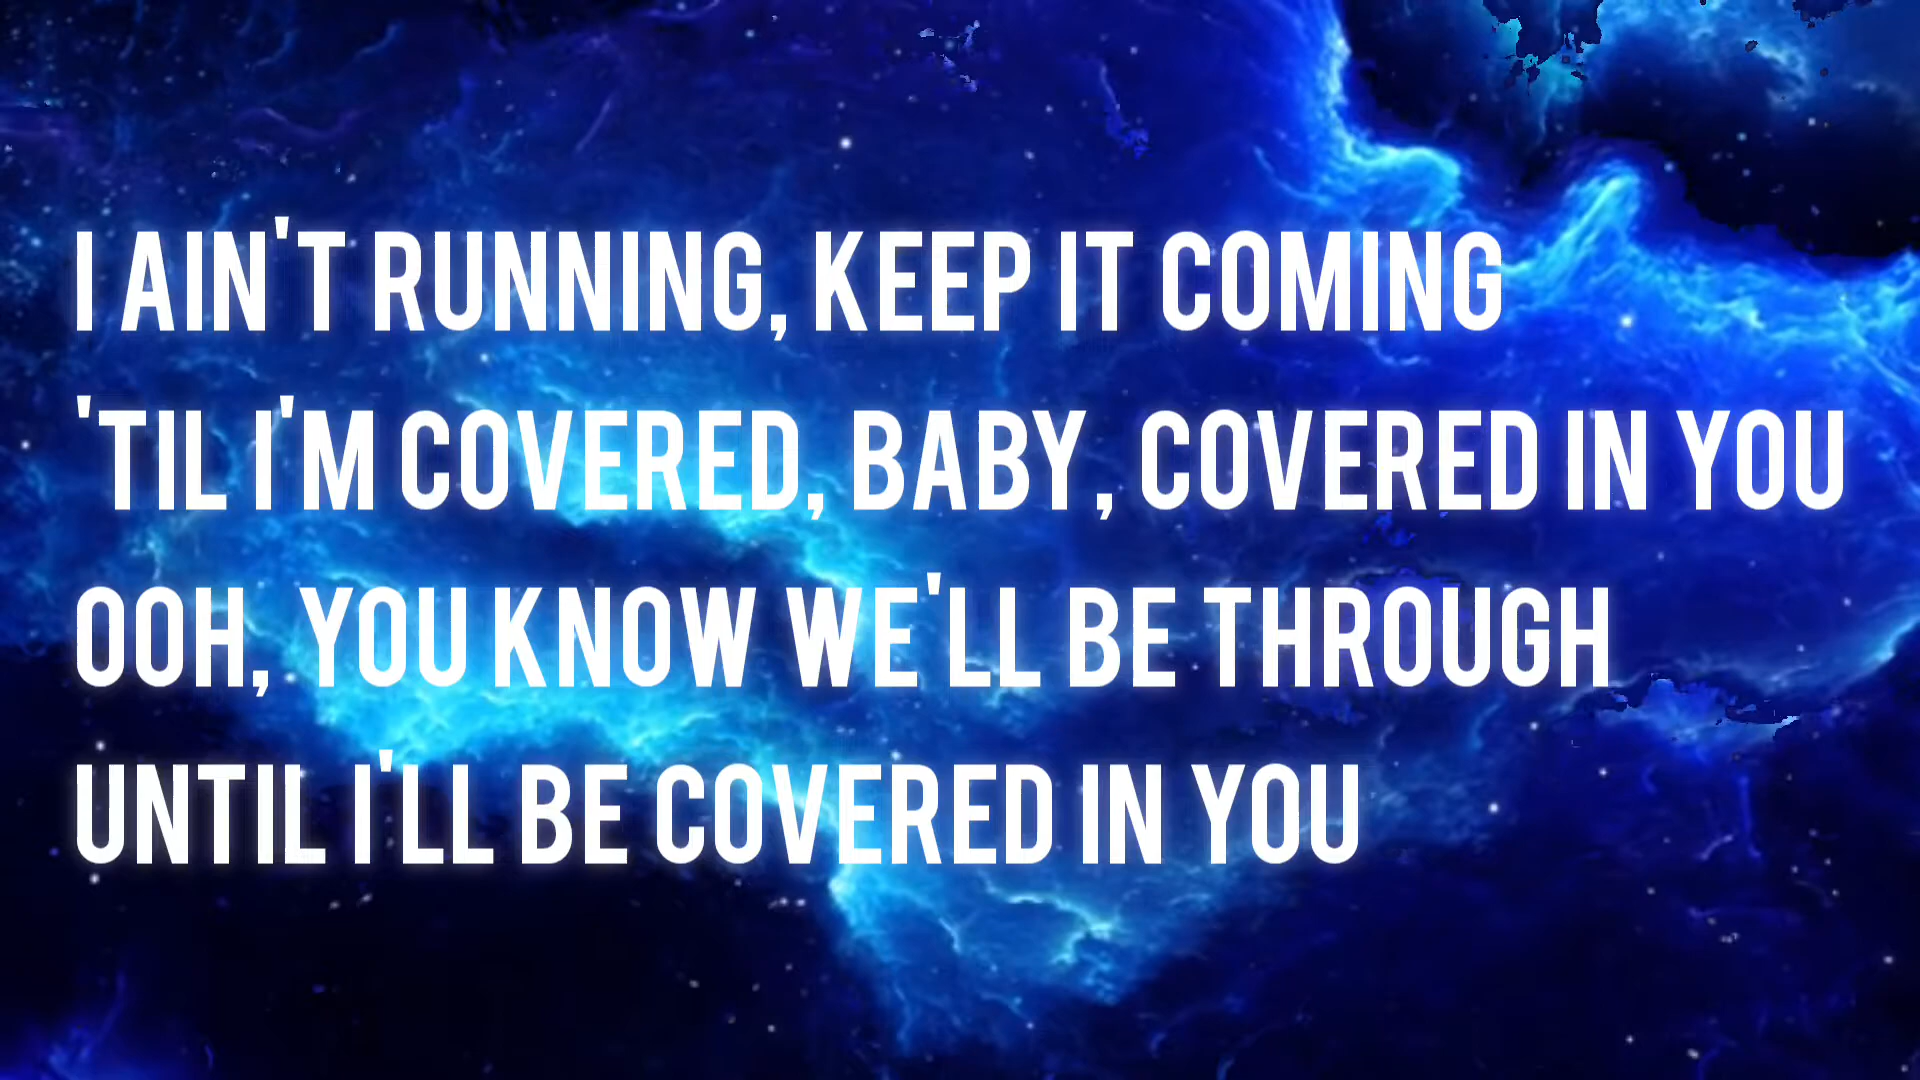 I AIN'T RUNNING, KEEP IT COMING
'TIL I'M COVERED, BABY, COVERED IN YOU
OOH, YOU KNOW WE'LL BE THROUGH
UNTIL I'LL BE COVERED IN YOU